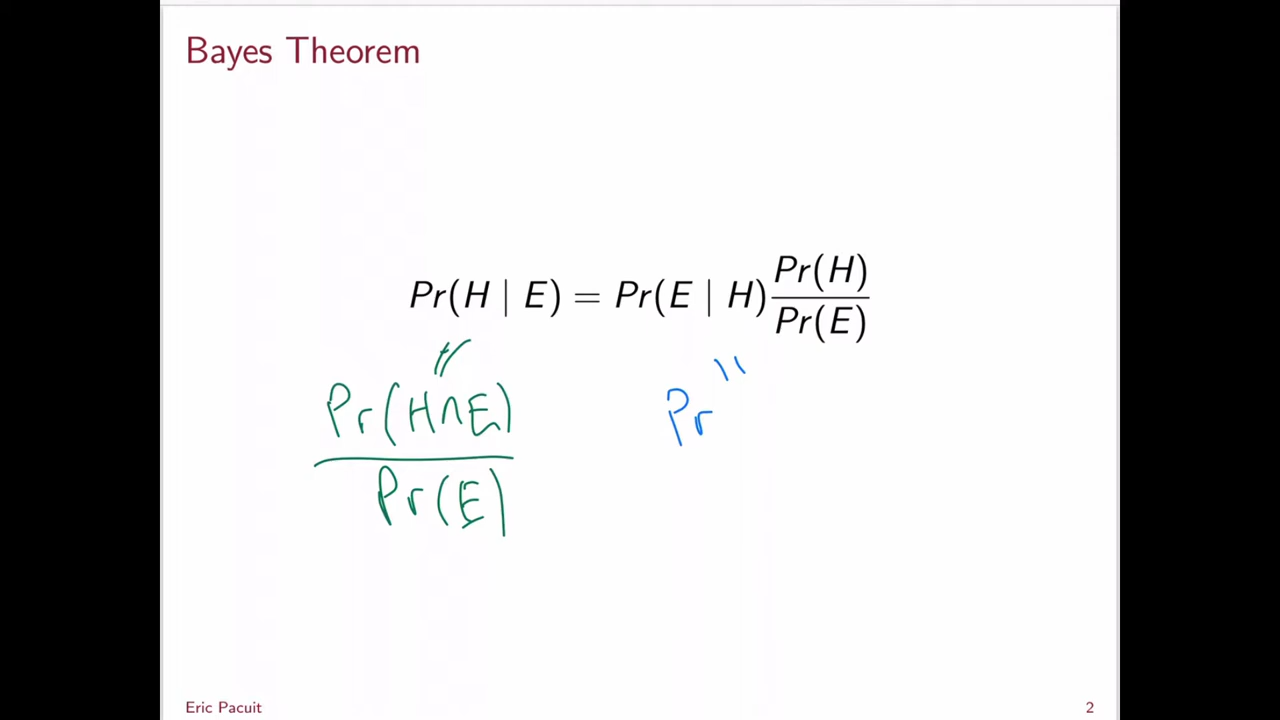 Bayes Theorem
Pr(H | E) = Pr(E | H) Pr(H) / Pr(E)
Pr(H∩E) / Pr(E)
"
Pr
Eric Pacuit
2